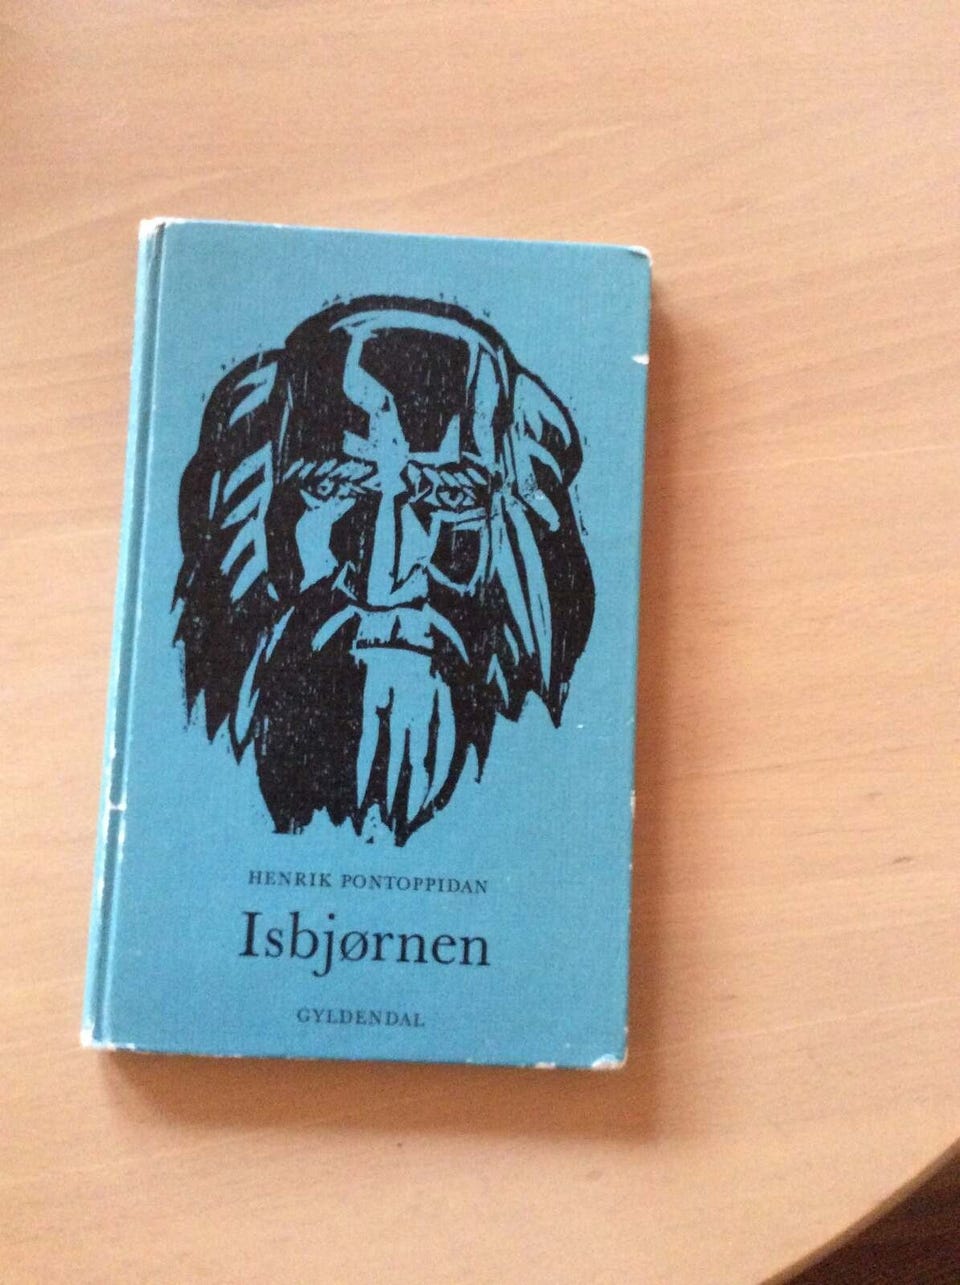 HENRIK PONTOPPIDAN
Isbjørnen
GYLDENDAL